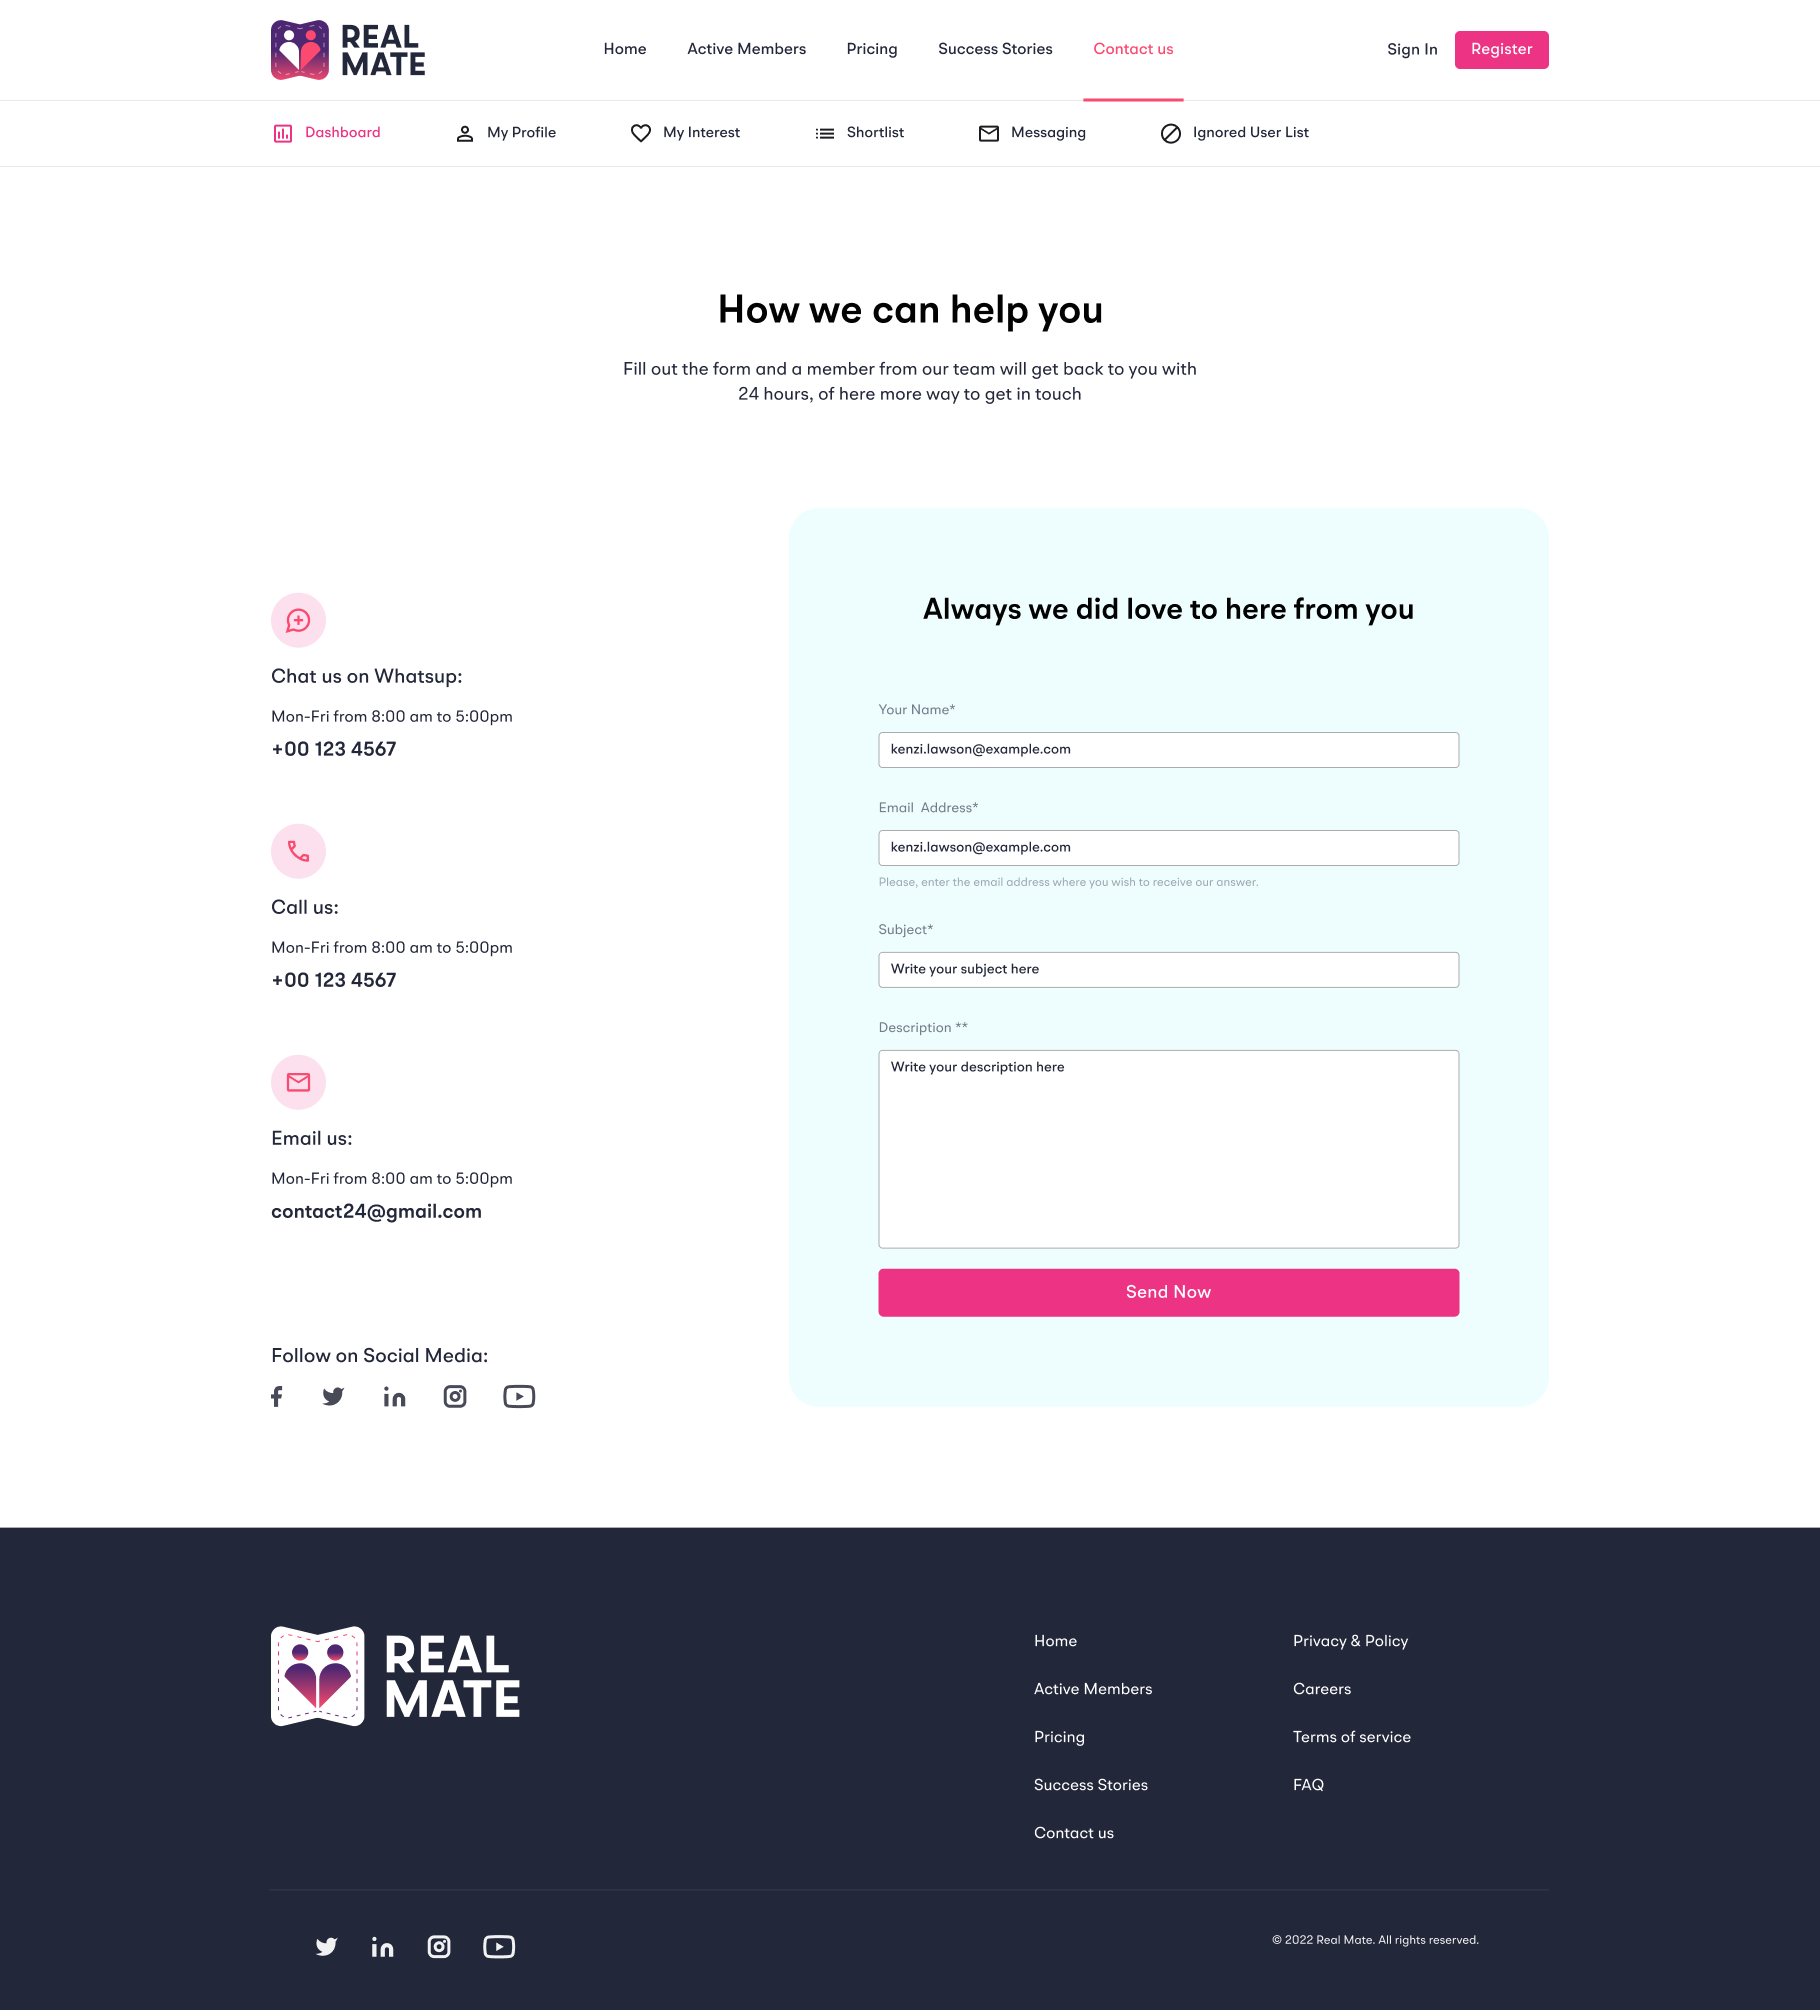 REAL
MATE
Home Active Members Pricing Success Stories Contact us Sign In Register
Dashboard My Profile My Interest Shortlist Messaging Ignored User List
How we can help you
Fill out the form and a member from our team will get back to you with
24 hours, of here more way to get in touch
Chat us on Whatsup:
Mon-Fri from 8:00 am to 5:00pm
+00 123 4567
Call us:
Mon-Fri from 8:00 am to 5:00pm
+00 123 4567
Email us:
Mon-Fri from 8:00 am to 5:00pm
contact24@gmail.com
Follow on Social Media:
Always we did love to here from you
Your Name*
kenzi.lawson@example.com
Email  Address*
kenzi.lawson@example.com
Please, enter the email address where you wish to receive our answer.
Subject*
Write your subject here
Description **
Write your description here
Send Now
REAL
MATE
Home
Active Members
Pricing
Success Stories
Contact us
Privacy & Policy
Careers
Terms of service
FAQ
© 2022 Real Mate. All rights reserved.